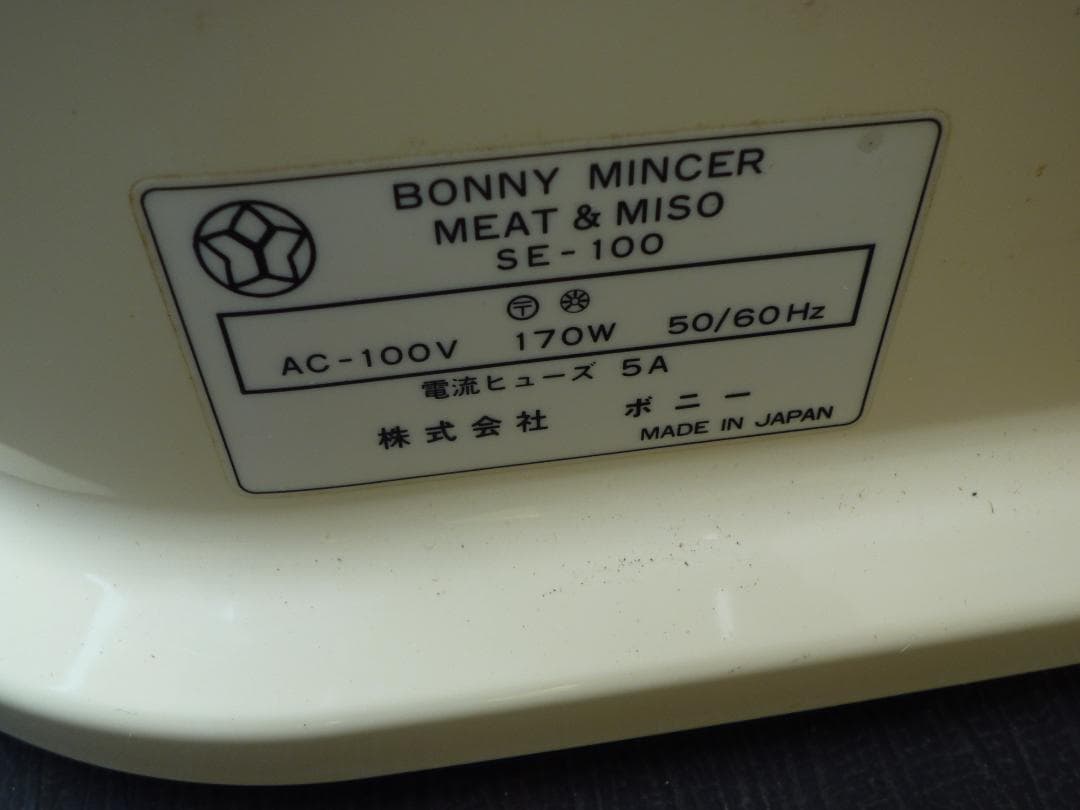 BONNY MINCER
MEAT & MISO
SE-100
〒
AC-100V 170W 50/60Hz
電流ヒューズ 5A
株式会社 ボニー
MADE IN JAPAN